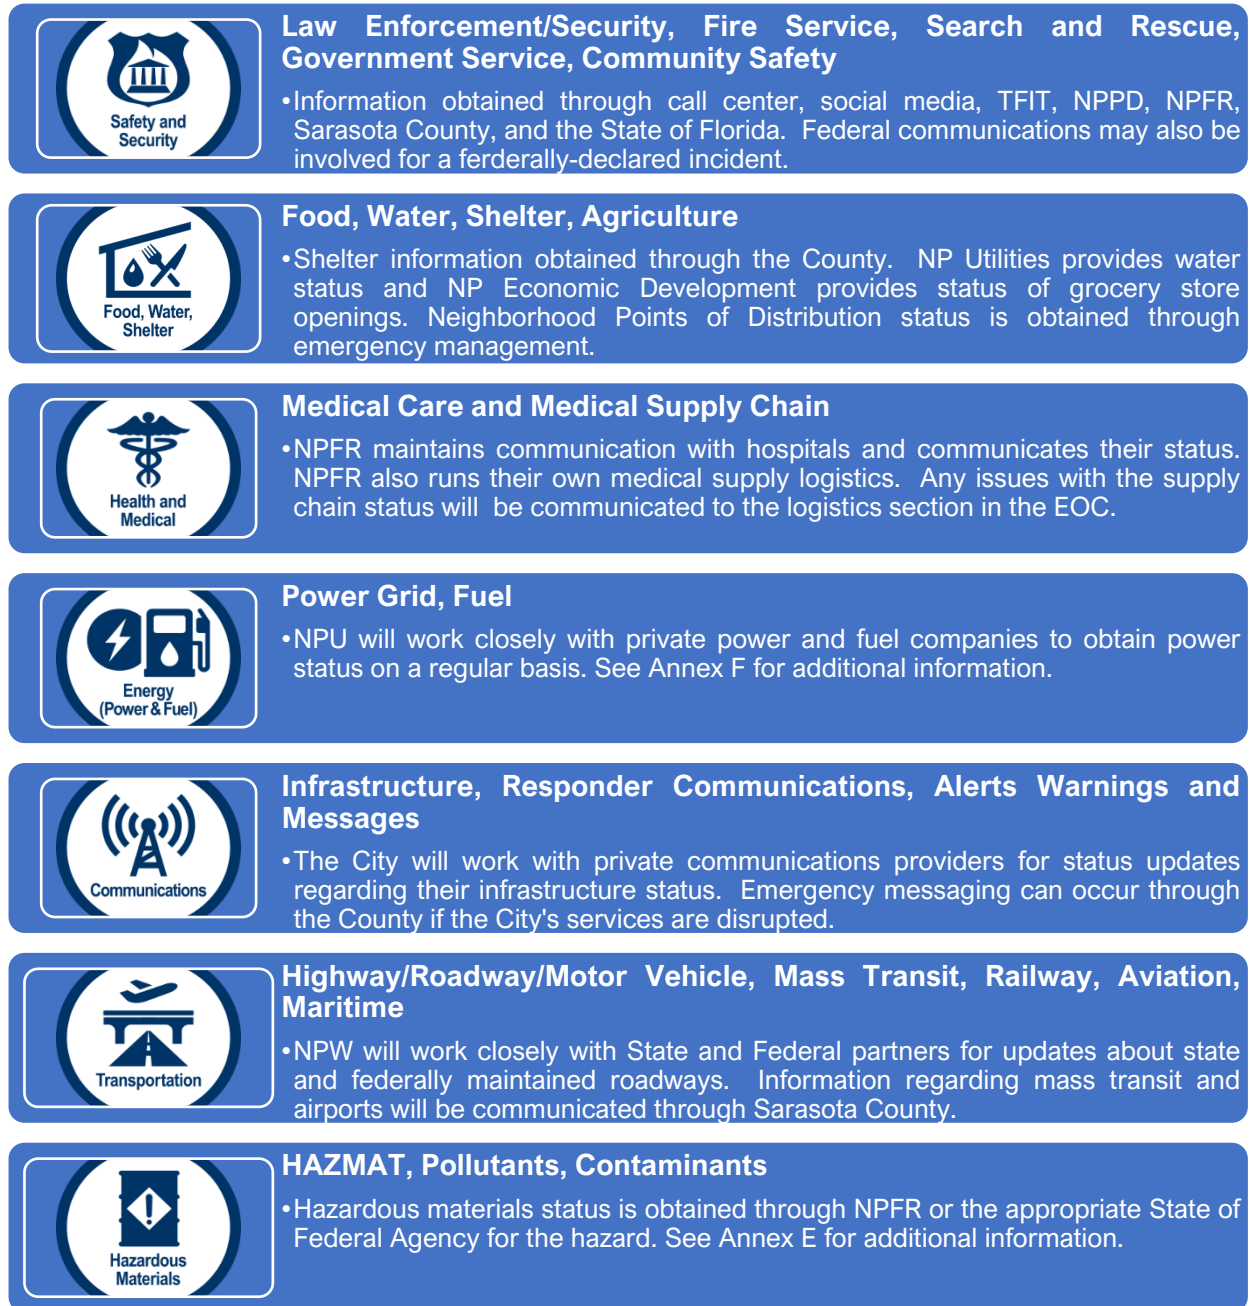 Safety and
Security
Law Enforcement/Security, Fire Service, Search and Rescue,
Government Service, Community Safety
•Information obtained through call center, social media, TFIT, NPPD, NPFR,
Sarasota County, and the State of Florida. Federal communications may also be
involved for a ferderally-declared incident.
Food, Water,
Shelter
Food, Water, Shelter, Agriculture
•Shelter information obtained through the County. NP Utilities provides water
status and NP Economic Development provides status of grocery store
openings. Neighborhood Points of Distribution status is obtained through
emergency management.
Health and
Medical
Medical Care and Medical Supply Chain
•NPFR maintains communication with hospitals and communicates their status.
NPFR also runs their own medical supply logistics. Any issues with the supply
chain status will be communicated to the logistics section in the EOC.
Energy
(Power & Fuel)
Power Grid, Fuel
•NPU will work closely with private power and fuel companies to obtain power
status on a regular basis. See Annex F for additional information.
Communications
Infrastructure, Responder Communications, Alerts Warnings and
Messages
•The City will work with private communications providers for status updates
regarding their infrastructure status. Emergency messaging can occur through
the County if the City's services are disrupted.
Transportation
Highway/Roadway/Motor Vehicle, Mass Transit, Railway, Aviation,
Maritime
•NPW will work closely with State and Federal partners for updates about state
and federally maintained roadways. Information regarding mass transit and
airports will be communicated through Sarasota County.
Hazardous
Materials
HAZMAT, Pollutants, Contaminants
•Hazardous materials status is obtained through NPFR or the appropriate State of
Federal Agency for the hazard. See Annex E for additional information.